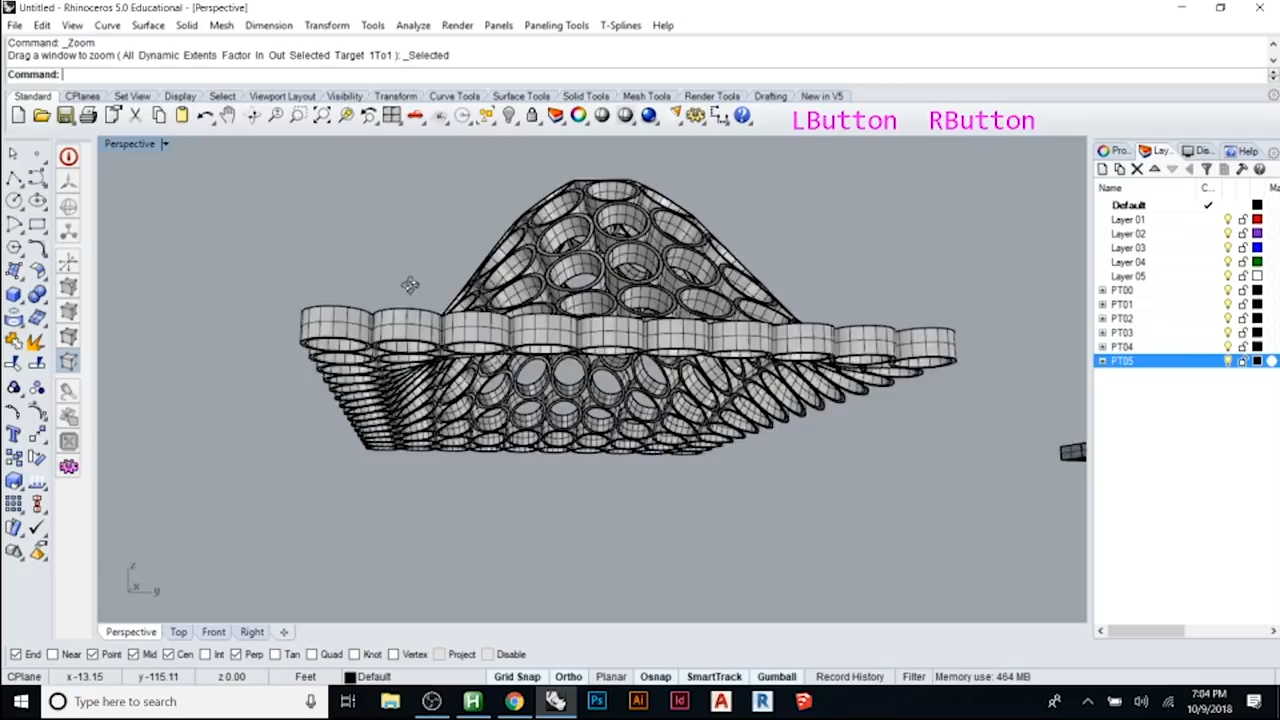 Untitled - Rhinoceros 5.0 Educational - [Perspective]
File Edit View Curve Surface Solid Mesh Dimension Transform Tools Analyze Render Panels Paneling Tools T-Splines Help
Command: _Zoom
Drag a window to zoom ( All Dynamic Extents Factor In Out Selected Target 1To1 ): _Selected
Command:
Standard CPlanes Set View Display Select Viewport Layout Visibility Transform Curve Tools Surface Tools Solid Tools Mesh Tools Render Tools Drafting New in V5
LButton RButton
Perspective
Pro... Lay... Dis... Help
Name C... Ma
Default
Layer 01
Layer 02
Layer 03
Layer 04
Layer 05
PT00
PT01
PT02
PT03
PT04
PT05
z
x y
Perspective Top Front Right
End Near Point Mid Cen Int Perp Tan Quad Knot Vertex Project Disable
CPlane x -13.15 y -115.11 z 0.00 Feet Default Grid Snap Ortho Planar Osnap SmartTrack Gumball Record History Filter Memory use: 464 MB
Type here to search
7:04 PM
10/9/2018